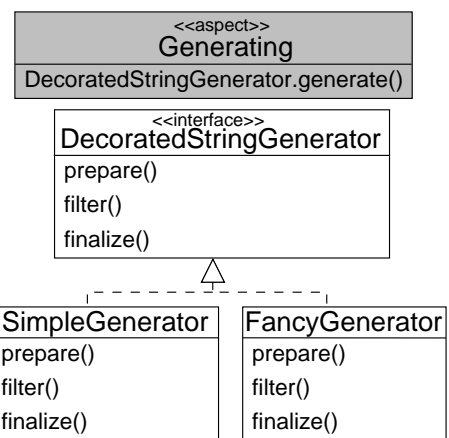 <<aspect>>
Generating
DecoratedStringGenerator.generate()
<<interface>>
DecoratedStringGenerator
prepare()
filter()
finalize()
SimpleGenerator
prepare()
filter()
finalize()
FancyGenerator
prepare()
filter()
finalize()